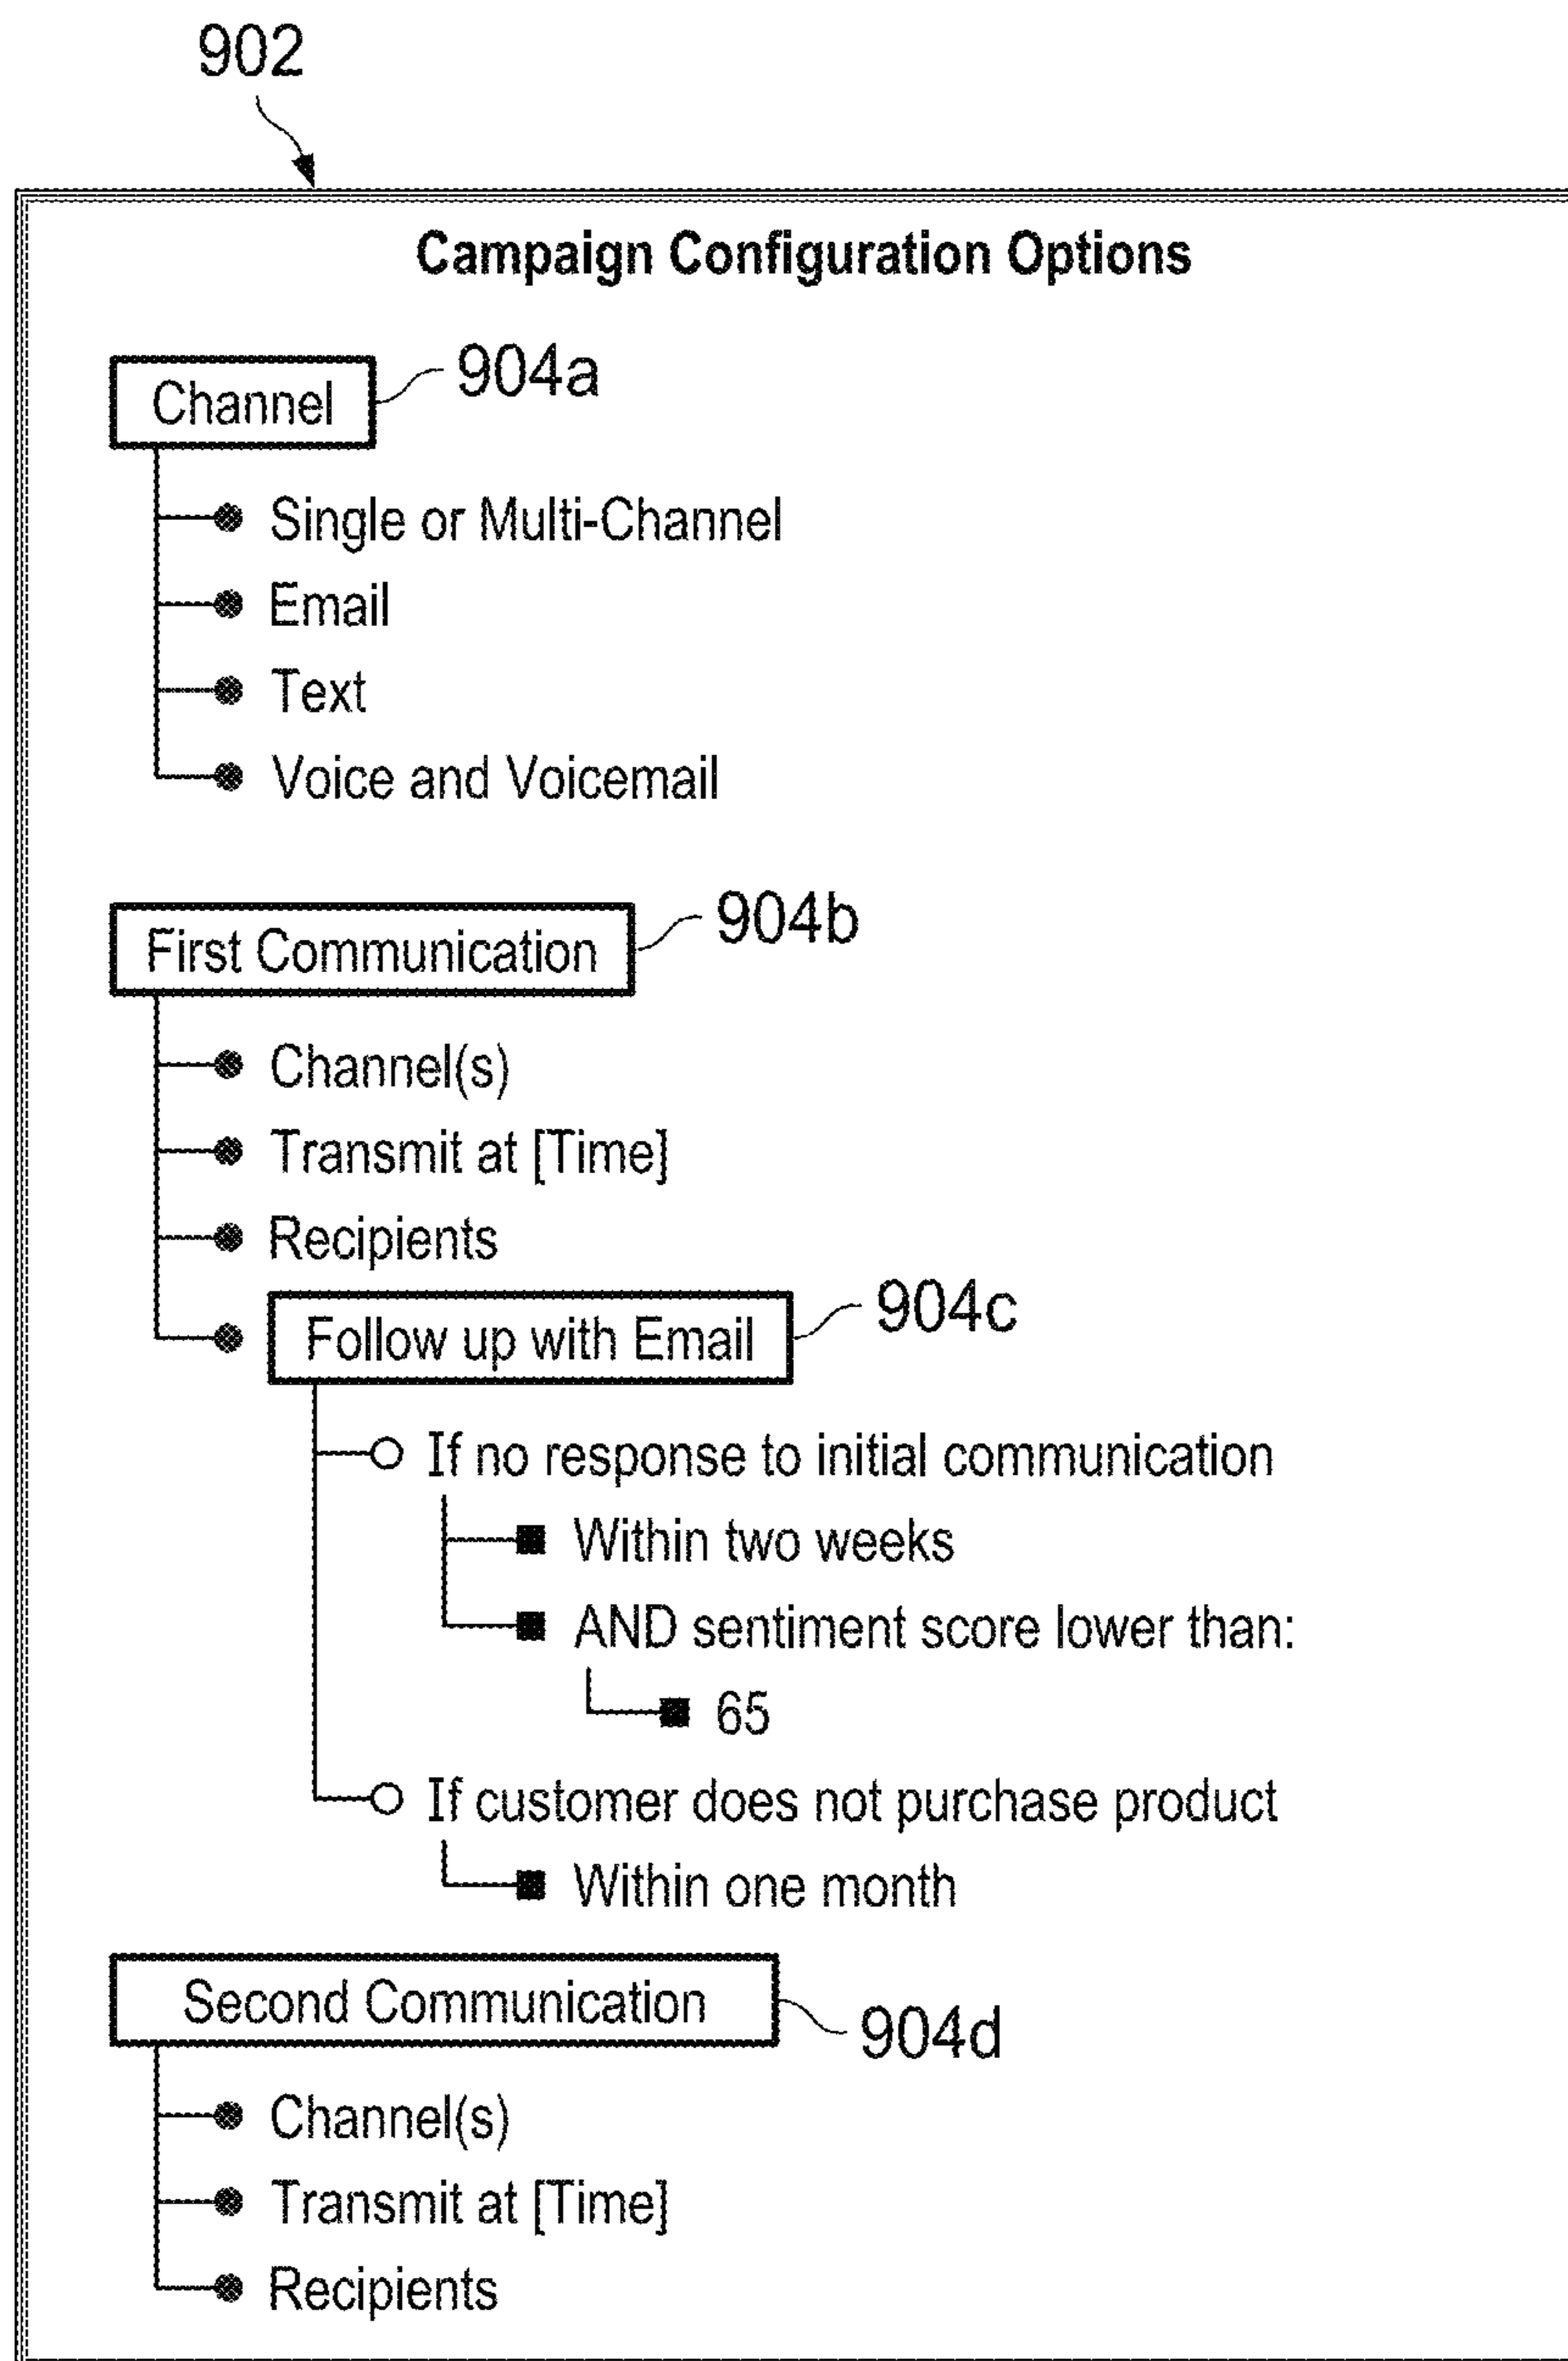 902
Campaign Configuration Options
Channel
904a
Single or Multi-Channel
Email
Text
Voice and Voicemail
First Communication
904b
Channel(s)
Transmit at [Time]
Recipients
Follow up with Email
904c
If no response to initial communication
Within two weeks
AND sentiment score lower than:
65
If customer does not purchase product
Within one month
Second Communication
904d
Channel(s)
Transmit at [Time]
Recipients